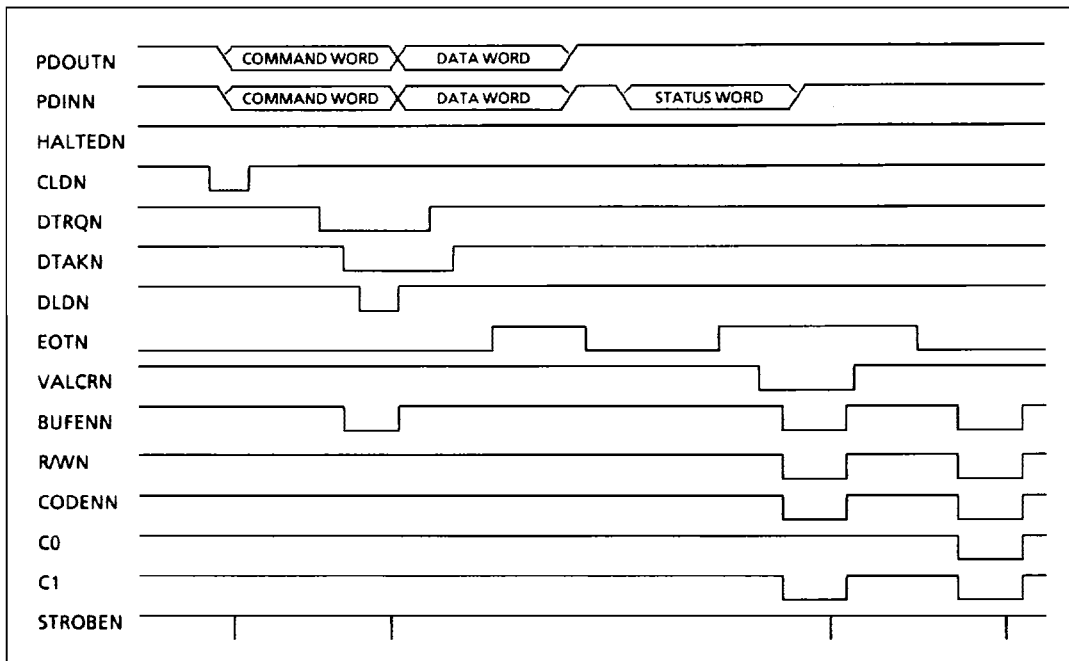 PDOUTN COMMAND WORD DATA WORD
PDINN COMMAND WORD DATA WORD STATUS WORD
HALTEDN
CLDN
DTRQN
DTAKN
DLDN
EOTN
VALCRN
BUFENN
R/WN
CODENN
C0
C1
STROBEN